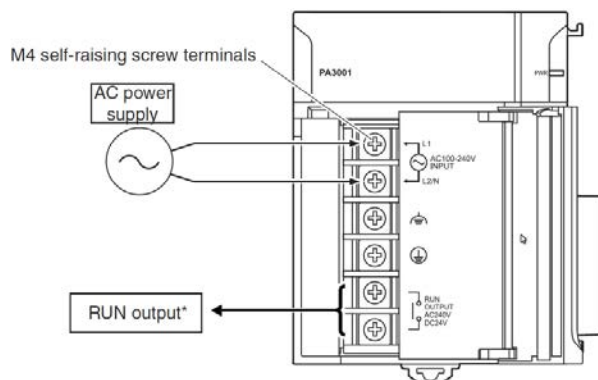 M4 self-raising screw terminals
AC power
supply
PA3001
PWR
L1
AC100-240V
INPUT
L2/N
RUN
OUTPUT
AC240V
DC24V
RUN output*